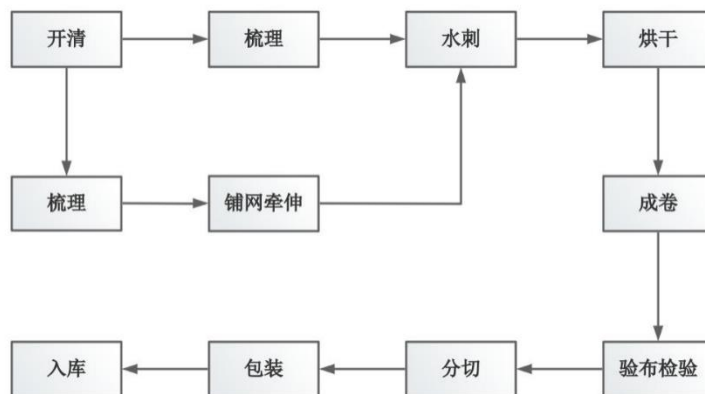 开清
梳理
水刺
烘干
梳理
铺网牵伸
成卷
入库
包装
分切
验布检验